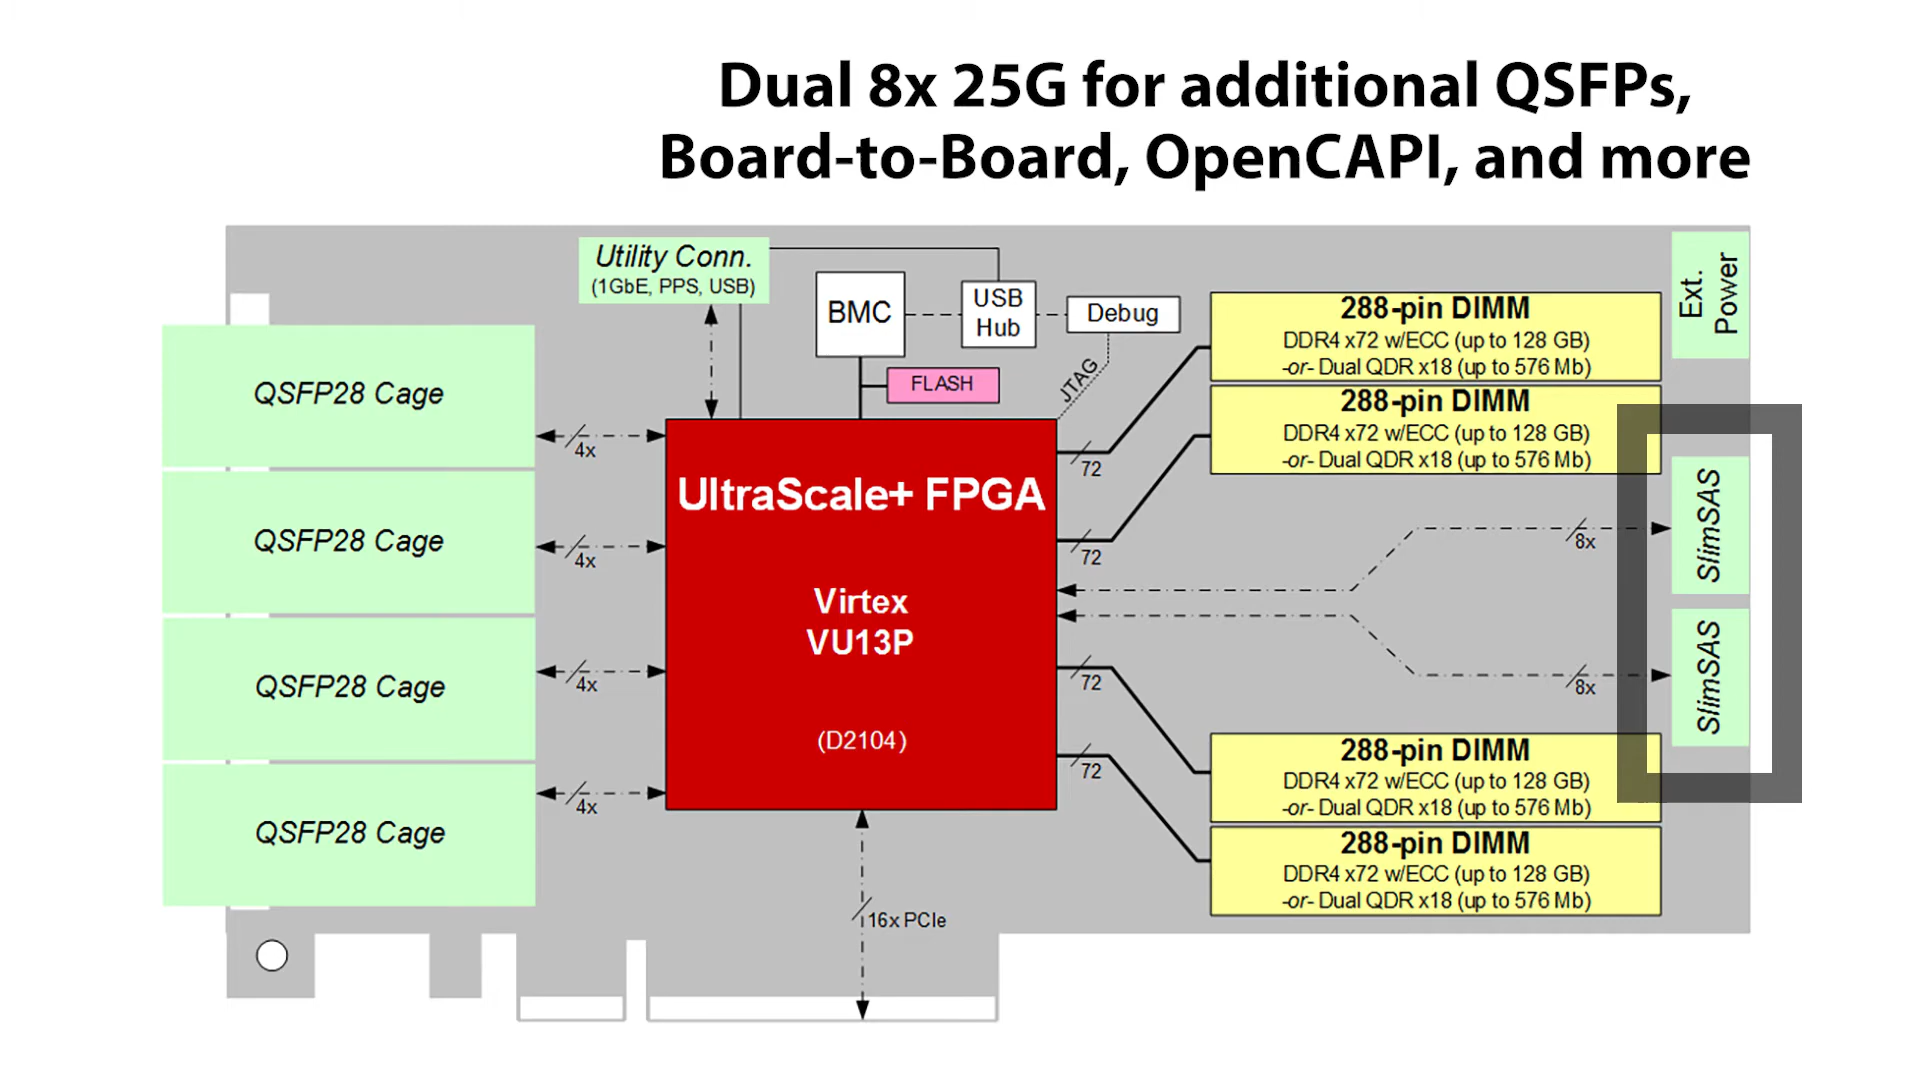 Dual 8x 25G for additional QSFPs,
Board-to-Board, OpenCAPI, and more
Utility Conn.
(1GbE, PPS, USB)
BMC
USB
Hub
Debug
FLASH
JTAG
288-pin DIMM
DDR4 x72 w/ECC (up to 128 GB)
-or- Dual QDR x18 (up to 576 Mb)
288-pin DIMM
DDR4 x72 w/ECC (up to 128 GB)
-or- Dual QDR x18 (up to 576 Mb)
Ext.
Power
QSFP28 Cage
4x
QSFP28 Cage
4x
QSFP28 Cage
4x
QSFP28 Cage
4x
UltraScale+ FPGA
Virtex
VU13P
(D2104)
72
72
72
72
8x
SlimSAS
8x
SlimSAS
288-pin DIMM
DDR4 x72 w/ECC (up to 128 GB)
-or- Dual QDR x18 (up to 576 Mb)
288-pin DIMM
DDR4 x72 w/ECC (up to 128 GB)
-or- Dual QDR x18 (up to 576 Mb)
16x PCIe